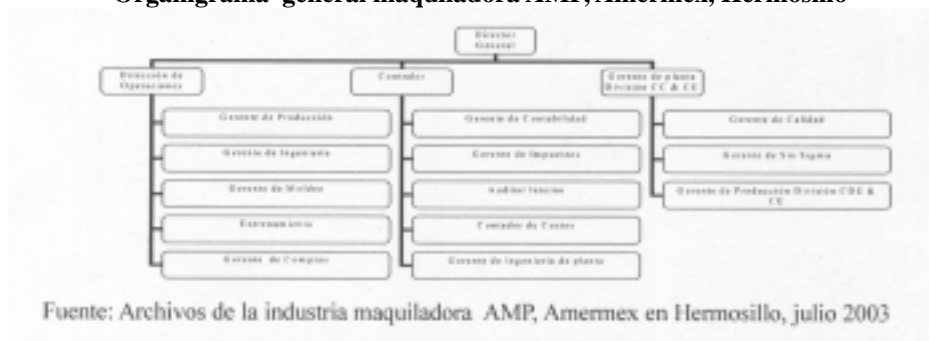 Organigrama general maquiladora AMP, Amermex, Hermosillo
Director
General
Dirección de
Operaciones
Contador
Gerente de planta
División CC & CE
Gerente de Producción
Gerente de Ingeniería
Gerente de Moldeo
Entrenamiento
Gerente de Compras
Gerente de Contabilidad
Gerente de Impuestos
Auditor Interno
Contador de Costos
Gerente de Ingeniería de planta
Gerente de Calidad
Gerente de Six Sigma
Gerente de Producción División CDE &
CE
Fuente: Archivos de la industria maquiladora AMP, Amermex en Hermosillo, julio 2003